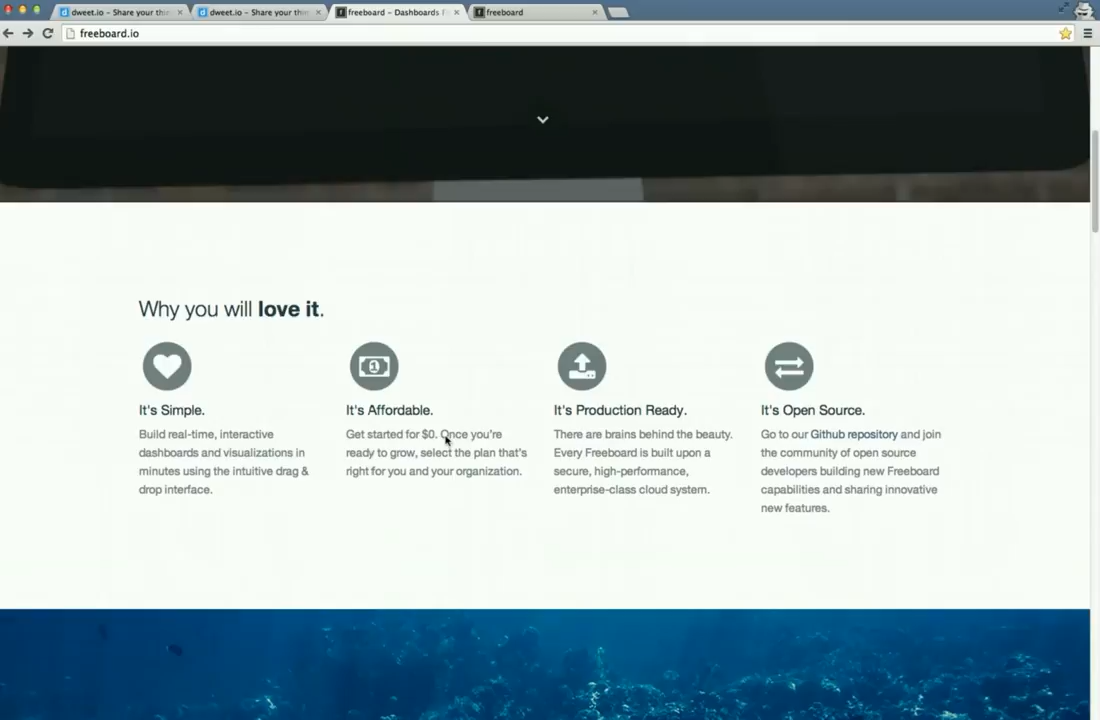 dweet.io – Share your thin
dweet.io – Share your thin
freeboard – Dashboards F
freeboard
freeboard.io
Why you will love it.
It's Simple.
Build real-time, interactive
dashboards and visualizations in
minutes using the intuitive drag &
drop interface.
It's Affordable.
Get started for $0. Once you're
ready to grow, select the plan that's
right for you and your organization.
It's Production Ready.
There are brains behind the beauty.
Every Freeboard is built upon a
secure, high-performance,
enterprise-class cloud system.
It's Open Source.
Go to our Github repository and join
the community of open source
developers building new Freeboard
capabilities and sharing innovative
new features.